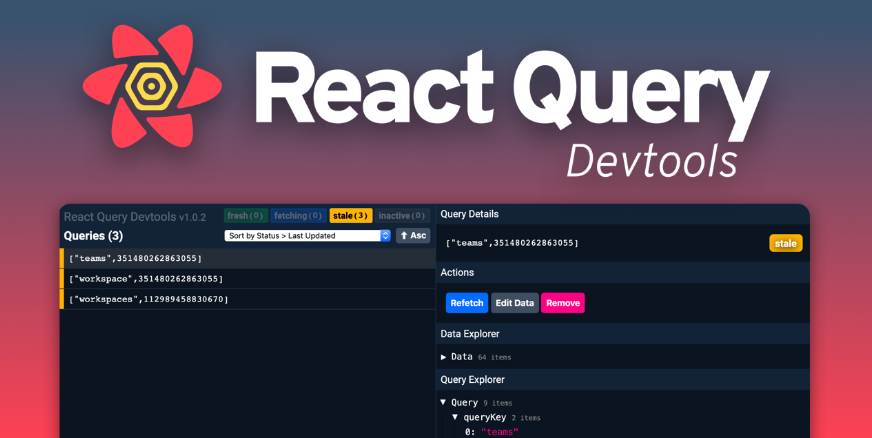 React Query
Devtools
React Query Devtools v1.0.2
fresh (0) fetching (0) stale (3) inactive (0)
Queries (3)
Sort by Status > Last Updated
Asc
["teams",351480262863055]
["workspace",351480262863055]
["workspaces",112989458830670]
Query Details
["teams",351480262863055]
stale
Actions
Refetch Edit Data Remove
Data Explorer
▶ Data 64 items
Query Explorer
▼ Query 9 items
▼ queryKey 2 items
0: "teams"